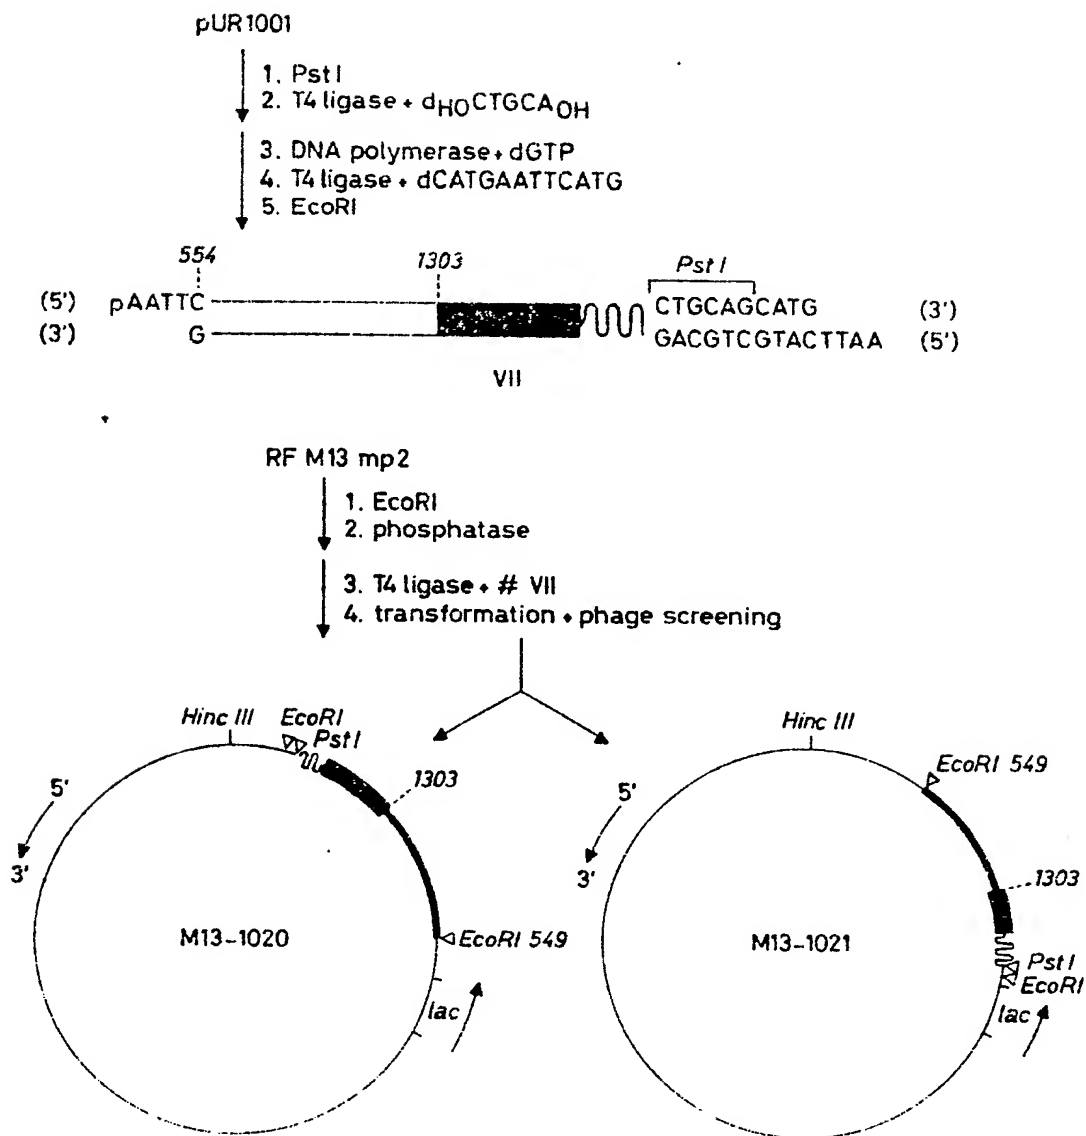 pUR1001
1. PstI
2. T4 ligase + dHOCTGCAOH
3. DNA polymerase + dGTP
4. T4 ligase + dCATGAATTCATG
5. EcoRI
554
1303
PstI
(5') pAATTC CTGCAGCATG (3')
(3') G GACGTCGTACTTAA (5')
VII
RF M13 mp2
1. EcoRI
2. phosphatase
3. T4 ligase + # VII
4. transformation + phage screening
Hinc III
EcoRI
PstI
1303
5'
3'
M13-1020
EcoRI 549
lac
Hinc III
EcoRI 549
5'
3'
1303
M13-1021
PstI
EcoRI
lac